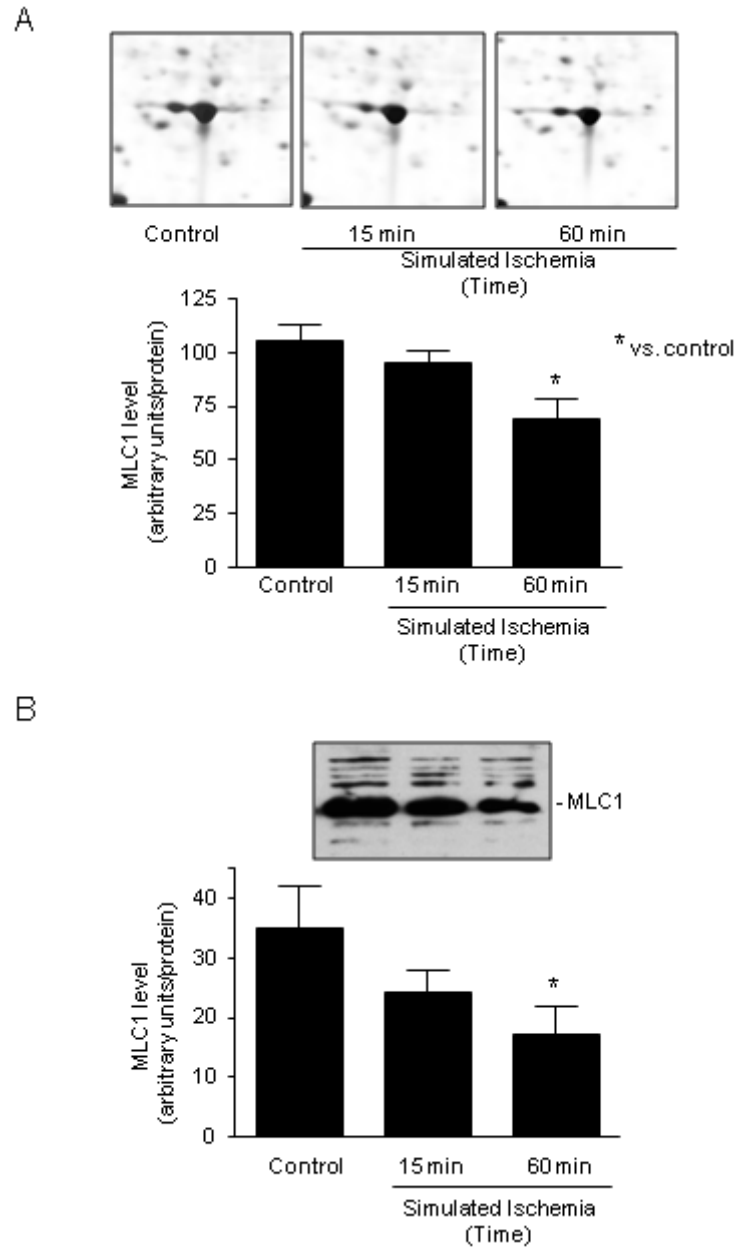 A
Control 15 min 60 min
Simulated Ischemia
(Time)
MLC1 level
(arbitrary units/protein)
125
100
75
50
25
0
*
* vs. control
Control 15 min 60 min
Simulated Ischemia
(Time)
B
- MLC1
MLC1 level
(arbitrary units/protein)
40
30
20
10
0
*
Control 15 min 60 min
Simulated Ischemia
(Time)